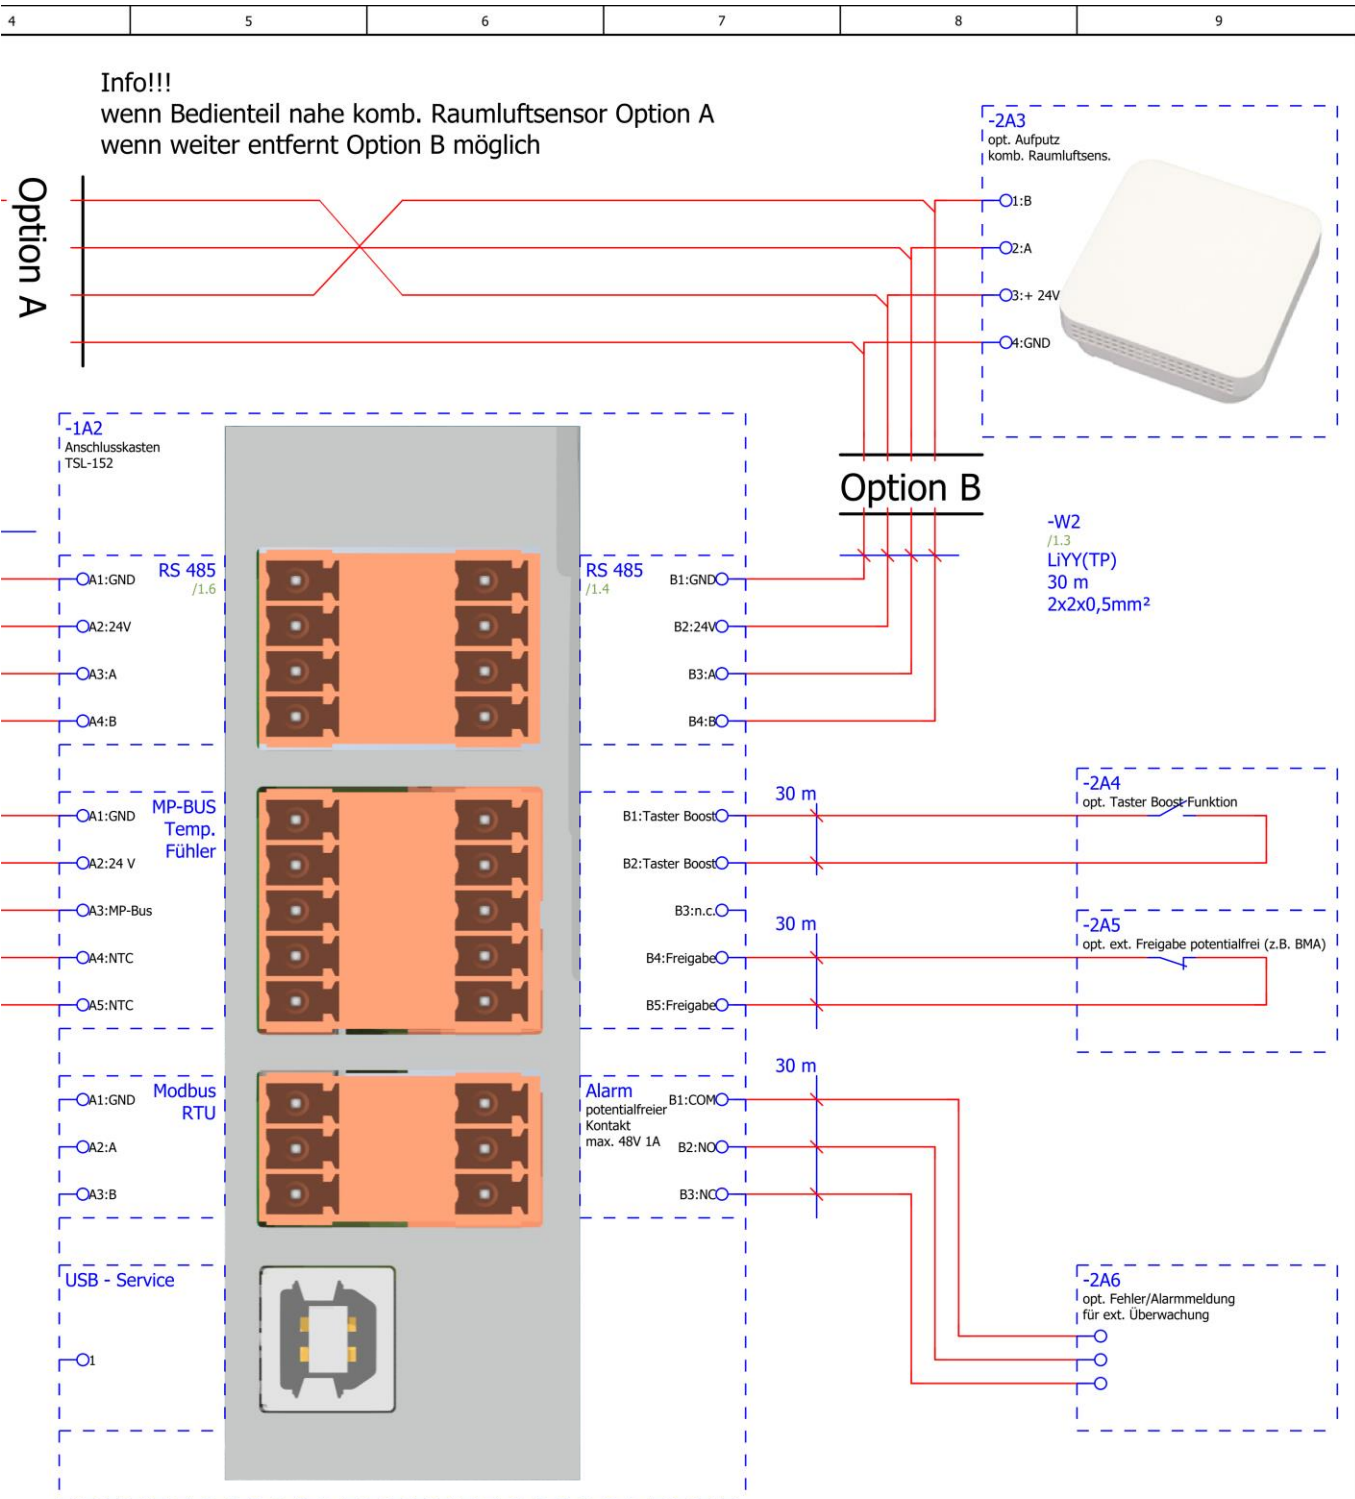 4
5
6
7
8
9
Info!!!
wenn Bedienteil nahe komb. Raumluftsensor Option A
wenn weiter entfernt Option B möglich
Option A
-2A3
opt. Aufputz
komb. Raumluftsens.
1:B
2:A
3:+ 24V
4:GND
Option B
-W2
/1.3
LiYY(TP)
30 m
2x2x0,5mm²
-1A2
Anschlusskasten
TSL-152
RS 485
/1.6
A1:GND
A2:24V
A3:A
A4:B
RS 485
/1.4
B1:GND
B2:24V
B3:A
B4:B
MP-BUS
Temp.
Fühler
A1:GND
A2:24 V
A3:MP-Bus
A4:NTC
A5:NTC
B1:Taster Boost
B2:Taster Boost
B3:n.c.
B4:Freigabe
B5:Freigabe
30 m
30 m
-2A4
opt. Taster Boost Funktion
-2A5
opt. ext. Freigabe potentialfrei (z.B. BMA)
Modbus
RTU
A1:GND
A2:A
A3:B
Alarm
potentialfreier
Kontakt
max. 48V 1A
B1:COM
B2:NO
B3:NC
30 m
USB - Service
1
-2A6
opt. Fehler/Alarmmeldung
für ext. Überwachung